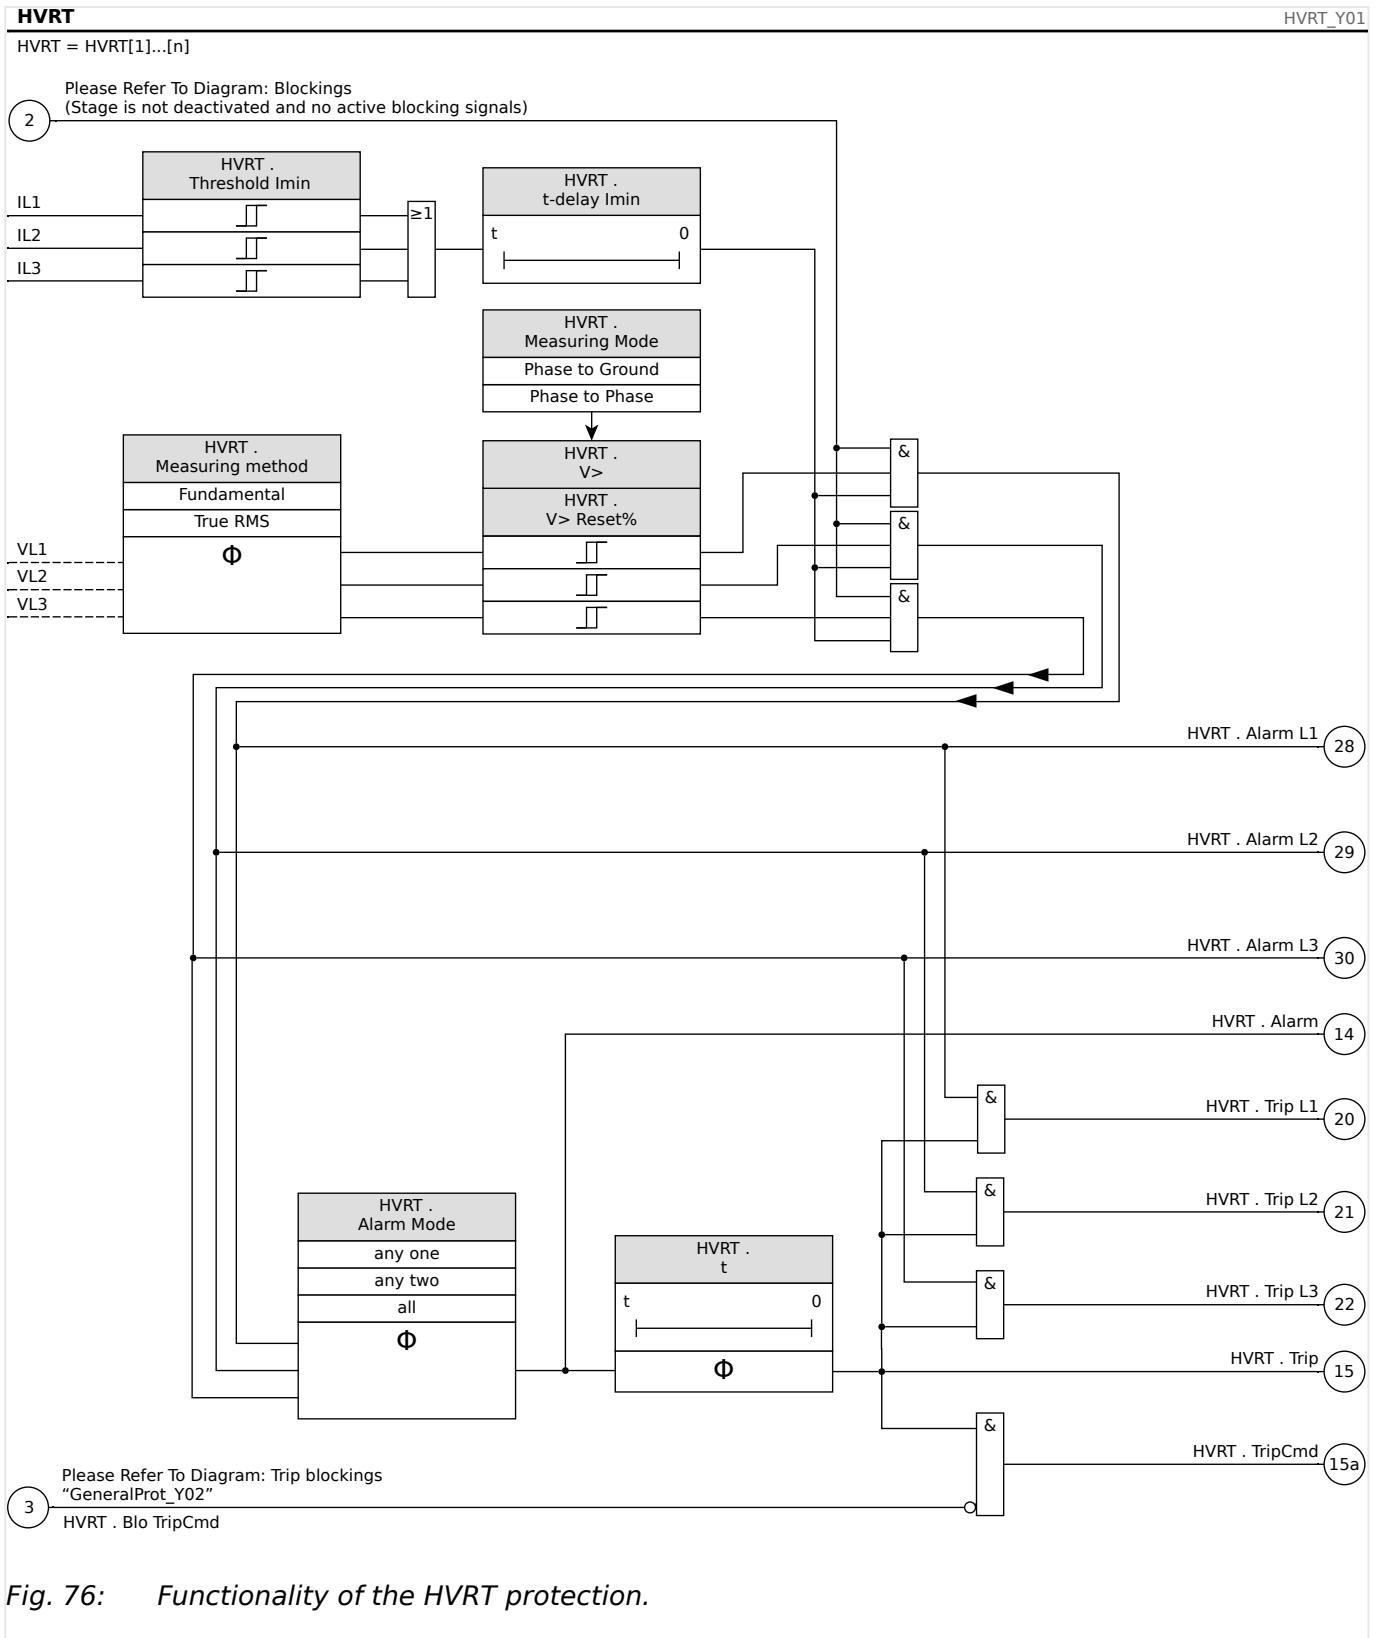 HVRT
HVRT_Y01
HVRT = HVRT[1]...[n]
Please Refer To Diagram: Blockings
(Stage is not deactivated and no active blocking signals)
2
HVRT .
Threshold Imin
IL1
IL2
IL3
≥1
HVRT .
t-delay Imin
t 0
HVRT .
Measuring Mode
Phase to Ground
Phase to Phase
HVRT .
Measuring method
Fundamental
True RMS
Φ
VL1
VL2
VL3
HVRT .
V>
HVRT .
V> Reset%
&
&
&
HVRT . Alarm L1
28
HVRT . Alarm L2
29
HVRT . Alarm L3
30
HVRT . Alarm
14
&
HVRT . Trip L1
20
&
HVRT . Trip L2
21
&
HVRT . Trip L3
22
HVRT .
Alarm Mode
any one
any two
all
Φ
HVRT .
t
t 0
Φ
HVRT . Trip
15
&
HVRT . TripCmd
15a
Please Refer To Diagram: Trip blockings
“GeneralProt_Y02”
3
HVRT . Blo TripCmd
Fig. 76: Functionality of the HVRT protection.